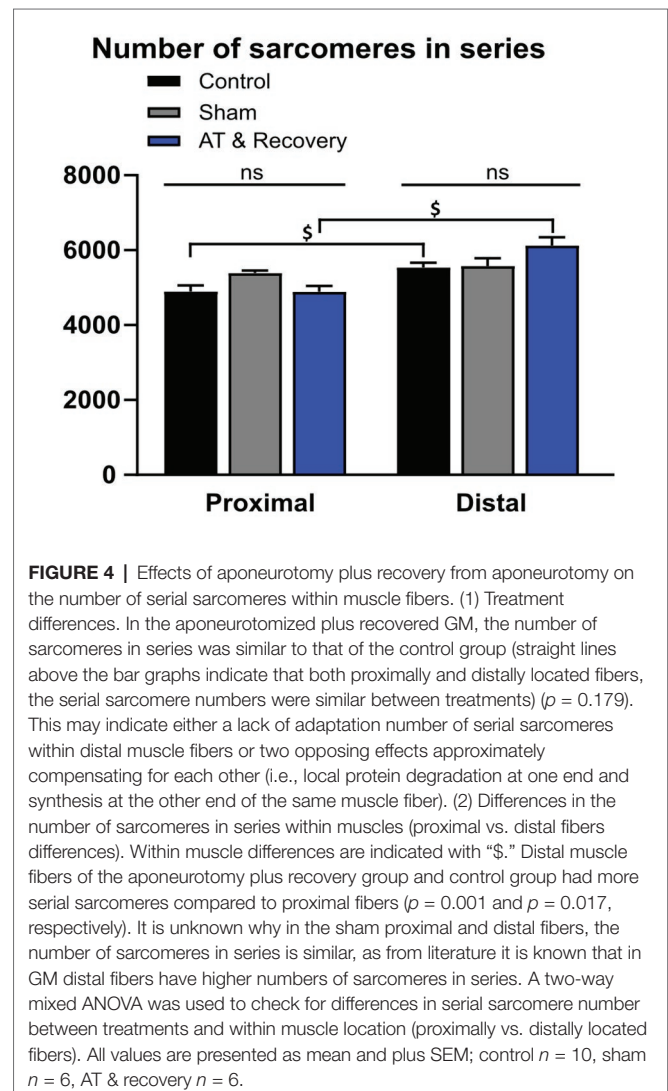 Number of sarcomeres in series
Control
Sham
AT & Recovery
8000
6000
4000
2000
0
ns
ns
$
$
Proximal
Distal
FIGURE 4 | Effects of aponeurotomy plus recovery from aponeurotomy on
the number of serial sarcomeres within muscle fibers. (1) Treatment
differences. In the aponeurotomized plus recovered GM, the number of
sarcomeres in series was similar to that of the control group (straight lines
above the bar graphs indicate that both proximally and distally located fibers,
the serial sarcomere numbers were similar between treatments) (p = 0.179).
This may indicate either a lack of adaptation number of serial sarcomeres
within distal muscle fibers or two opposing effects approximately
compensating for each other (i.e., local protein degradation at one end and
synthesis at the other end of the same muscle fiber). (2) Differences in the
number of sarcomeres in series within muscles (proximal vs. distal fibers
differences). Within muscle differences are indicated with “$.” Distal muscle
fibers of the aponeurotomy plus recovery group and control group had more
serial sarcomeres compared to proximal fibers (p = 0.001 and p = 0.017,
respectively). It is unknown why in the sham proximal and distal fibers, the
number of sarcomeres in series is similar, as from literature it is known that in
GM distal fibers have higher numbers of sarcomeres in series. A two-way
mixed ANOVA was used to check for differences in serial sarcomere number
between treatments and within muscle location (proximally vs. distally located
fibers). All values are presented as mean and plus SEM; control n = 10, sham
n = 6, AT & recovery n = 6.